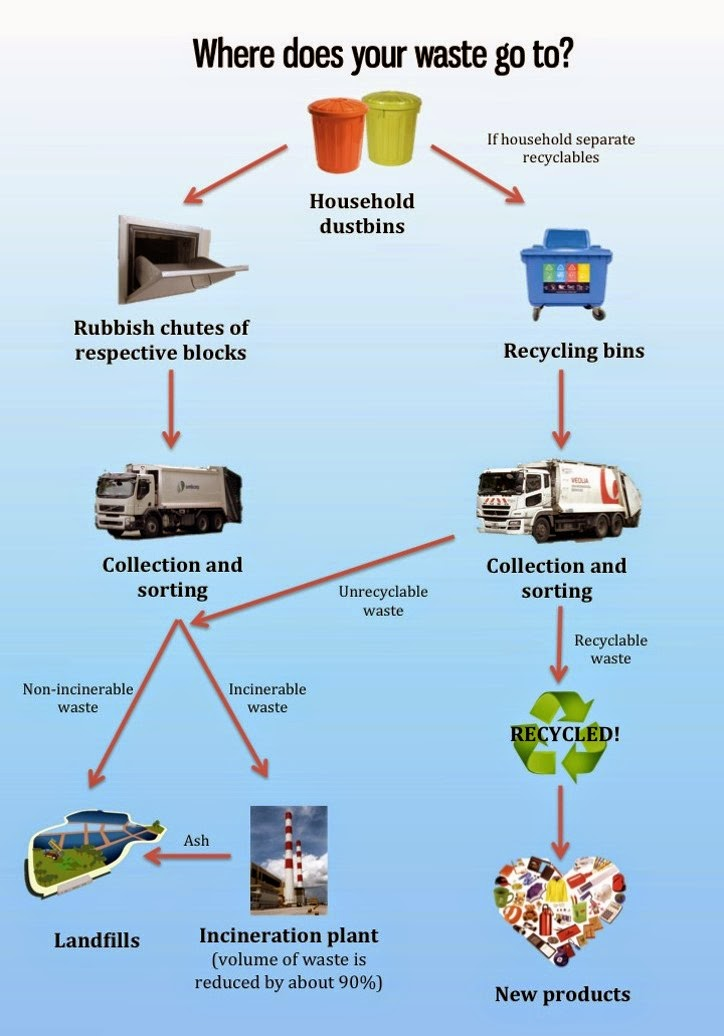 Where does your waste go to?
If household separate
recyclables
Household
dustbins
Rubbish chutes of
respective blocks
Recycling bins
VEOLIA
Collection and
sorting
Collection and
sorting
Unrecyclable
waste
Recyclable
waste
Non-incinerable
waste
Incinerable
waste
RECYCLED!
Ash
Landfills
Incineration plant
(volume of waste is
reduced by about 90%)
New products